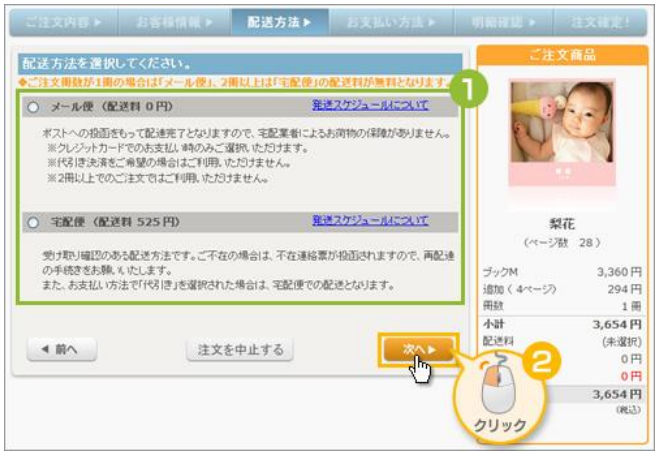 ご注文内容 ▶
お客様情報 ▶
配送方法 ▶
お支払い方法 ▶
明細確認 ▶
注文確定!
配送方法を選択してください。
◆ご注文冊数が1冊の場合は「メール便」、2冊以上は「宅配便」の配送料が無料となります。
1
メール便 (配送料 0 円)
発送スケジュールについて
ポストへの投函をもって配達完了となりますので、宅配業者によるお荷物の保障がありません。
※クレジットカードでのお支払い時のみご選択いただけます。
※代引き決済をご希望の場合はご利用いただけません。
※2冊以上でのご注文ではご利用いただけません。
宅配便 (配送料 525 円)
発送スケジュールについて
受け取り確認のある配送方法です。ご不在の場合は、不在連絡票が投函されますので、再配達
の手続きをお願いいたします。
また、お支払い方法で「代引き」を選択された場合は、宅配便での配送となります。
◀ 前へ
注文を中止する
次へ ▶
2
クリック
ご注文商品
梨花
(ページ数 28)
ブックM 3,360 円
追加 ( 4ページ) 294 円
冊数 1 冊
小計 3,654 円
配送料 (未選択)
0 円
0 円
3,654 円
(税込)